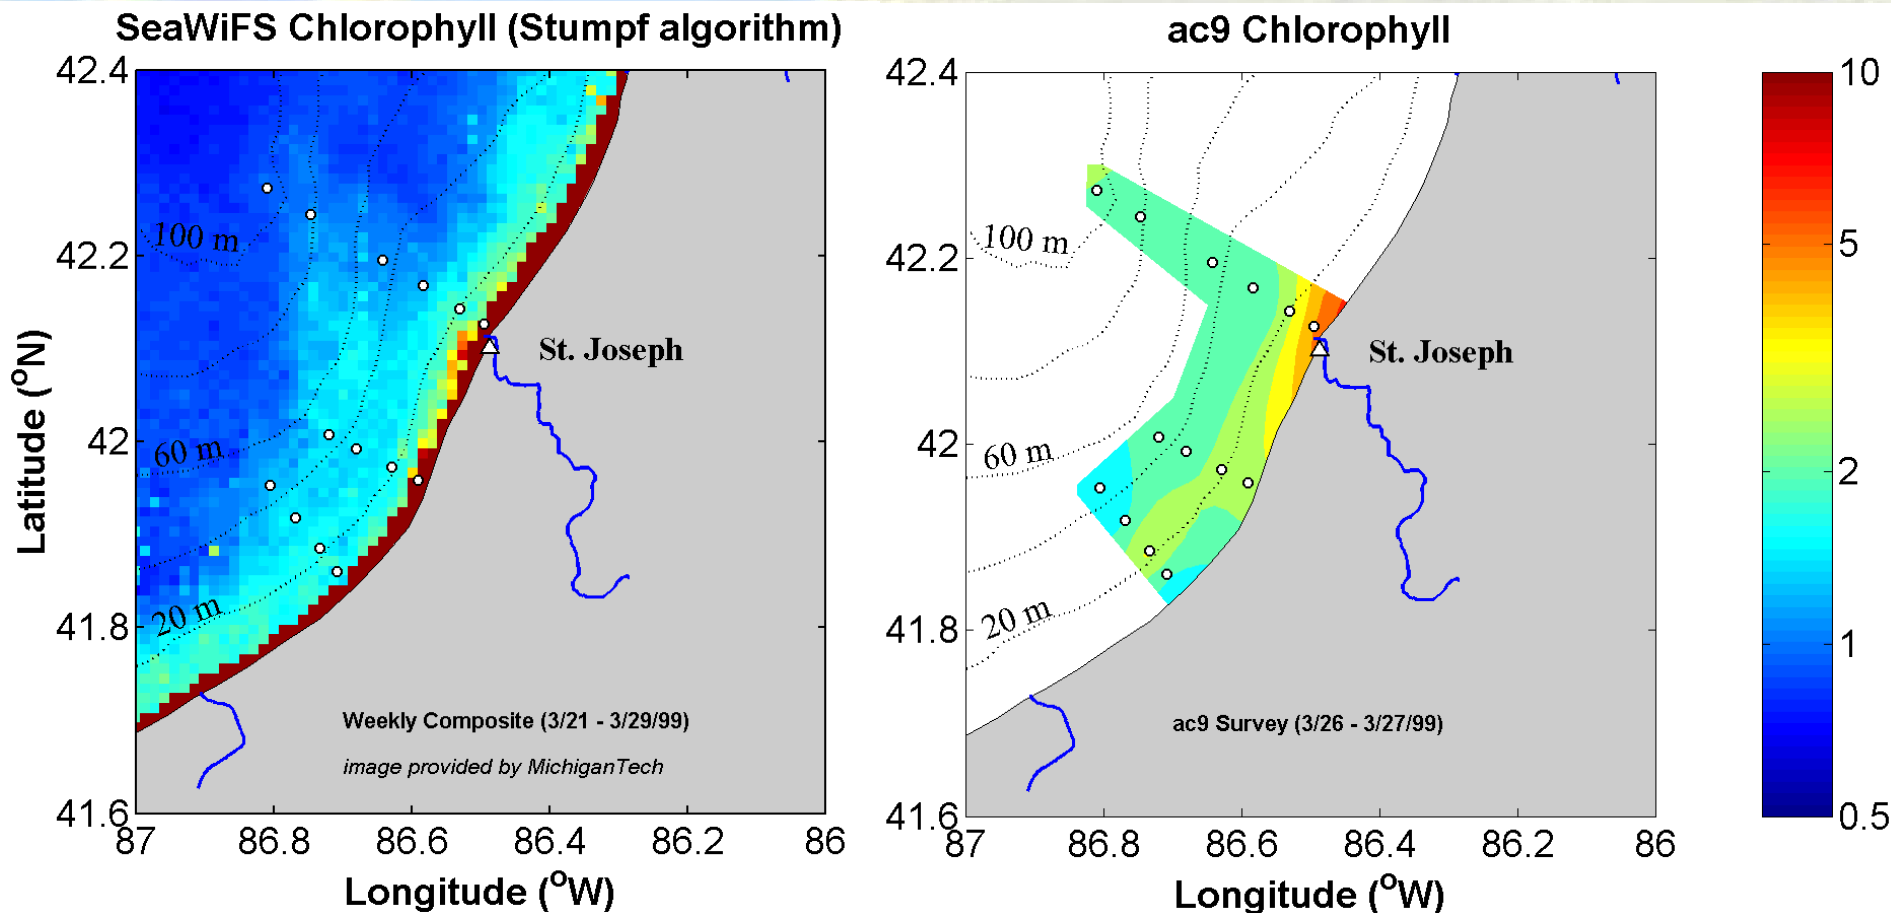 SeaWiFS Chlorophyll (Stumpf algorithm)
42.4
42.2
42
41.8
41.6
Latitude (°N)
100 m
60 m
20 m
St. Joseph
Weekly Composite (3/21 - 3/29/99)
image provided by MichiganTech
87
86.8
86.6
86.4
86.2
86
Longitude (°W)
ac9 Chlorophyll
42.4
42.2
42
41.8
41.6
100 m
60 m
20 m
St. Joseph
ac9 Survey (3/26 - 3/27/99)
87
86.8
86.6
86.4
86.2
86
Longitude (°W)
10
5
2
1
0.5